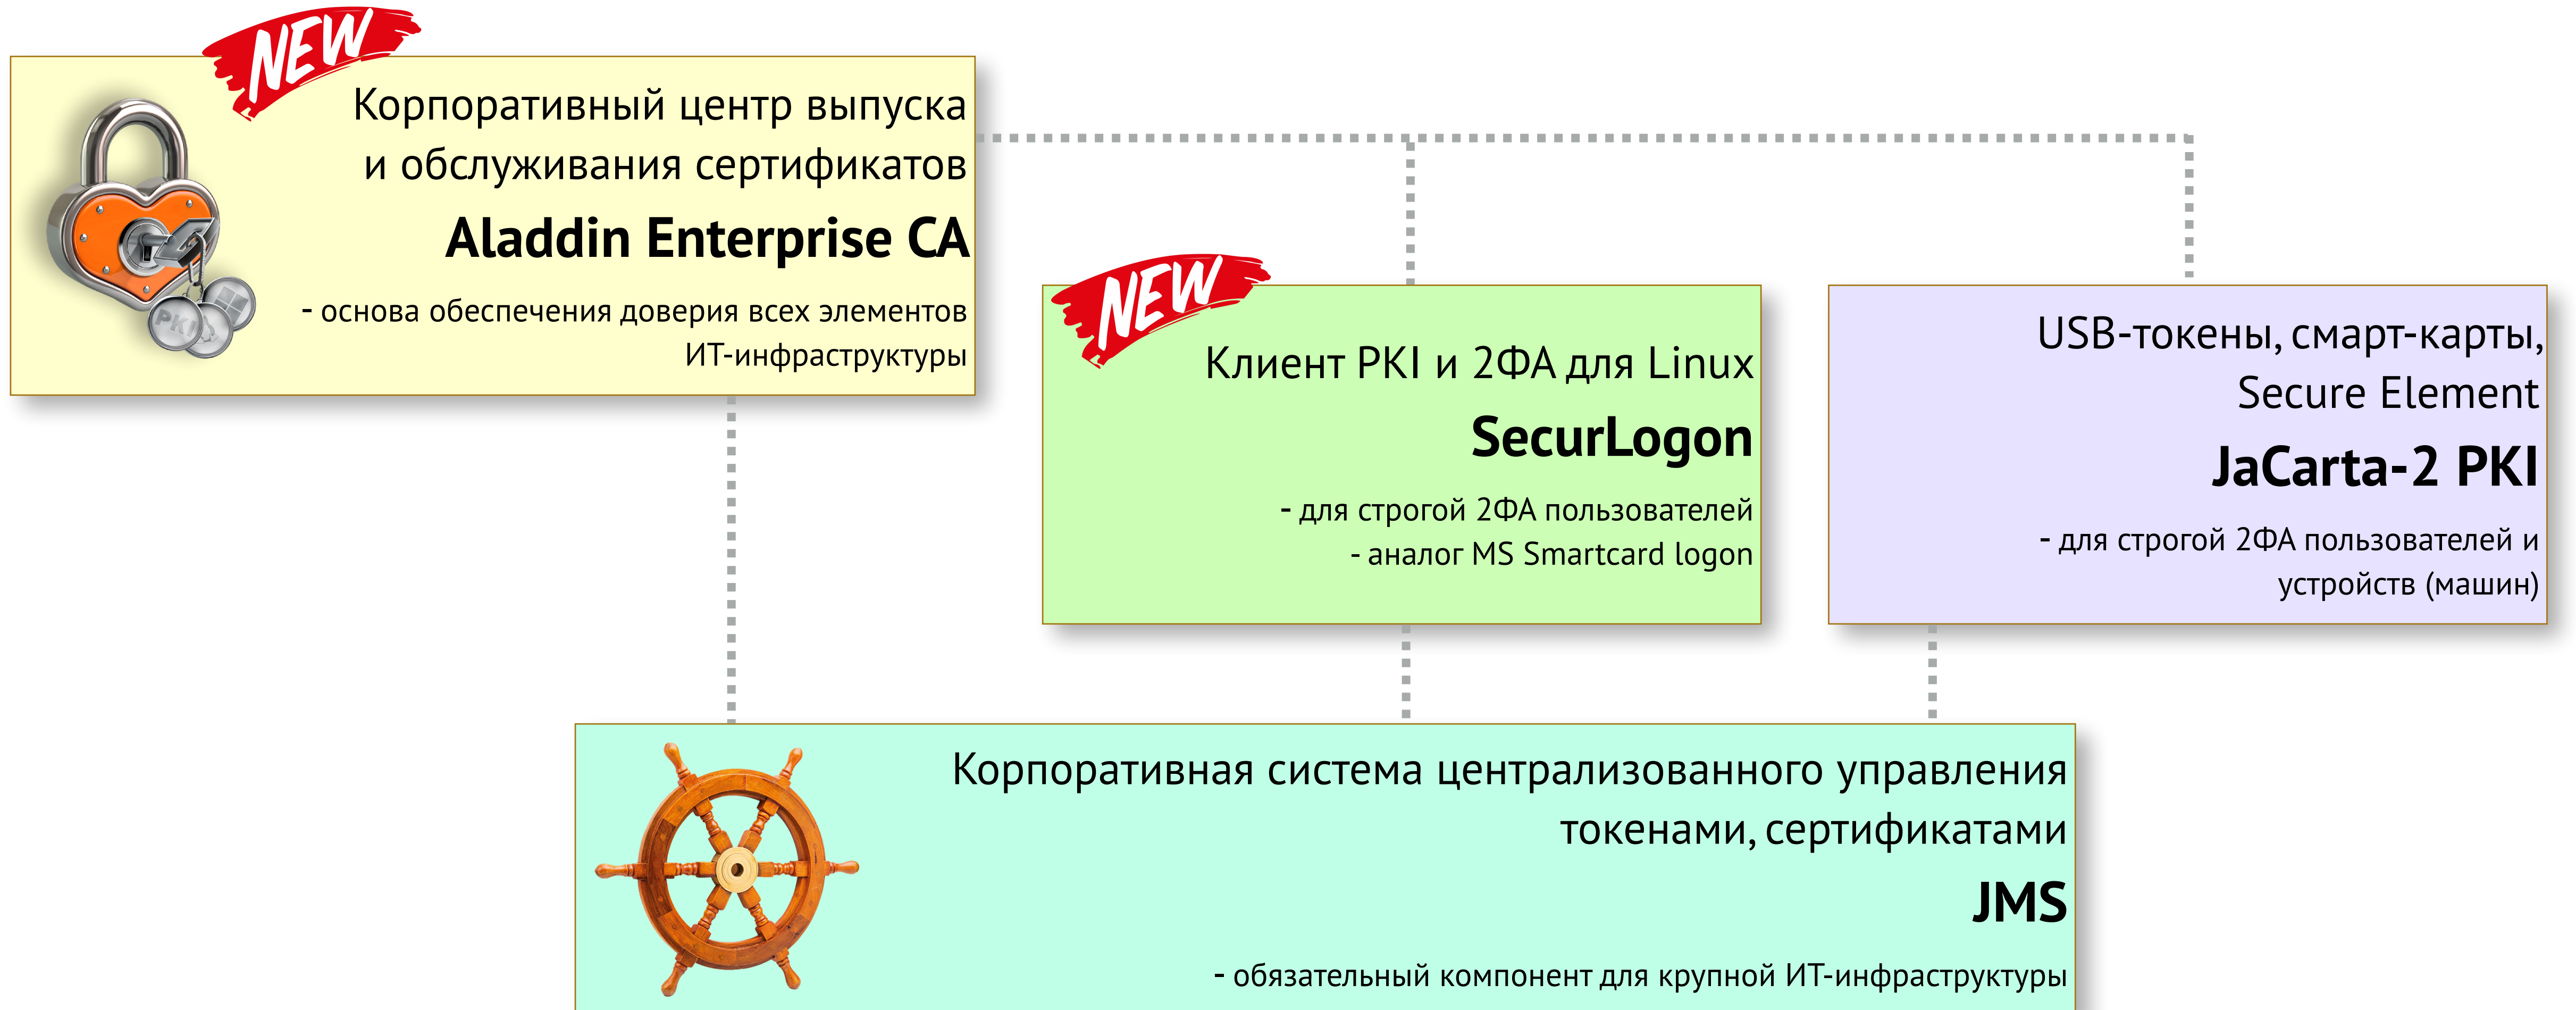 NEW
Корпоративный центр выпуска
и обслуживания сертификатов
Aladdin Enterprise CA
- основа обеспечения доверия всех элементов
ИТ-инфраструктуры
PKI
NEW
Клиент PKI и 2ФА для Linux
SecurLogon
- для строгой 2ФА пользователей
- аналог MS Smartcard logon
USB-токены, смарт-карты,
Secure Element
JaCarta-2 PKI
- для строгой 2ФА пользователей и
устройств (машин)
Корпоративная система централизованного управления
токенами, сертификатами
JMS
- обязательный компонент для крупной ИТ-инфраструктуры